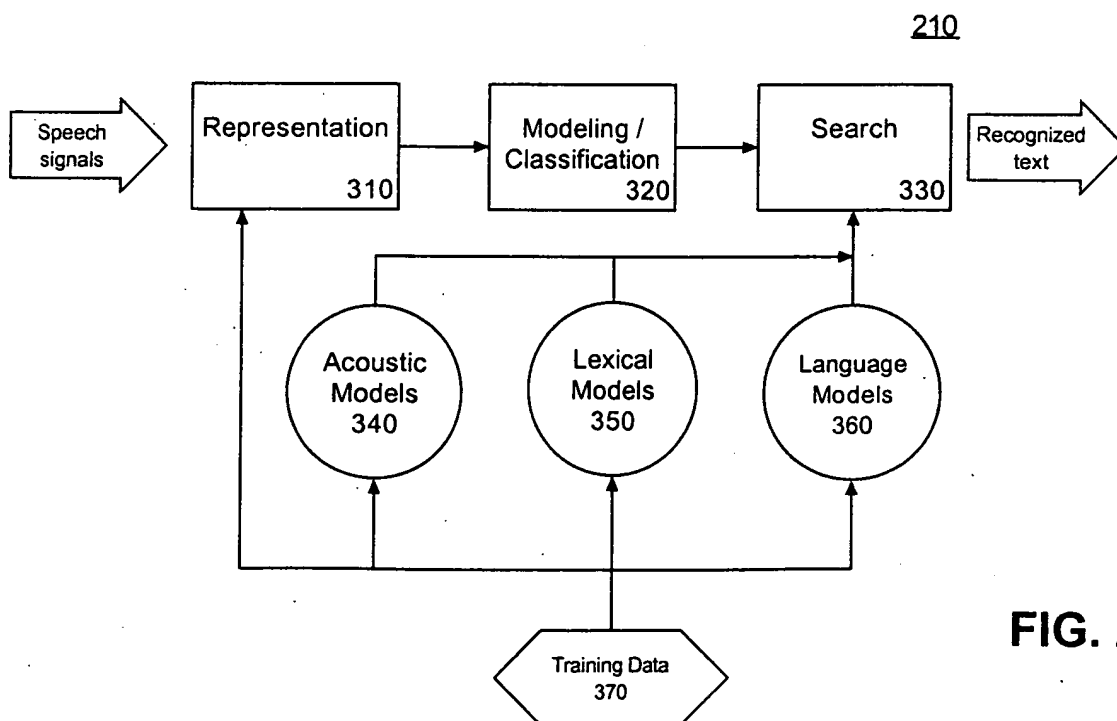 210
Speech
signals
Representation
310
Modeling /
Classification
320
Search
330
Recognized
text
Acoustic
Models
340
Lexical
Models
350
Language
Models
360
Training Data
370
FIG.